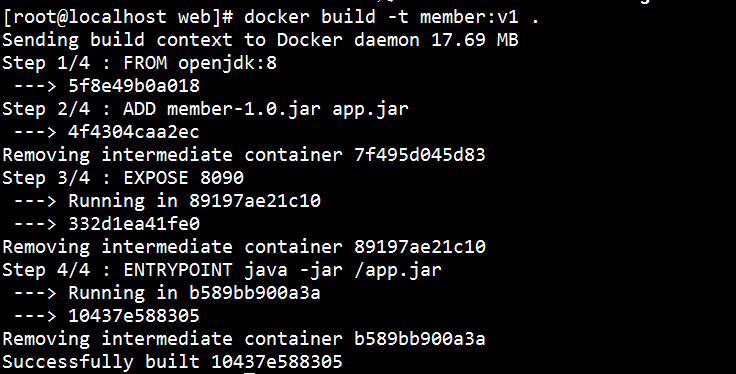 [root@localhost web]# docker build -t member:v1 .
Sending build context to Docker daemon 17.69 MB
Step 1/4 : FROM openjdk:8
 ---> 5f8e49b0a018
Step 2/4 : ADD member-1.0.jar app.jar
 ---> 4f4304caa2ec
Removing intermediate container 7f495d045d83
Step 3/4 : EXPOSE 8090
 ---> Running in 89197ae21c10
 ---> 332d1ea41fe0
Removing intermediate container 89197ae21c10
Step 4/4 : ENTRYPOINT java -jar /app.jar
 ---> Running in b589bb900a3a
 ---> 10437e588305
Removing intermediate container b589bb900a3a
Successfully built 10437e588305